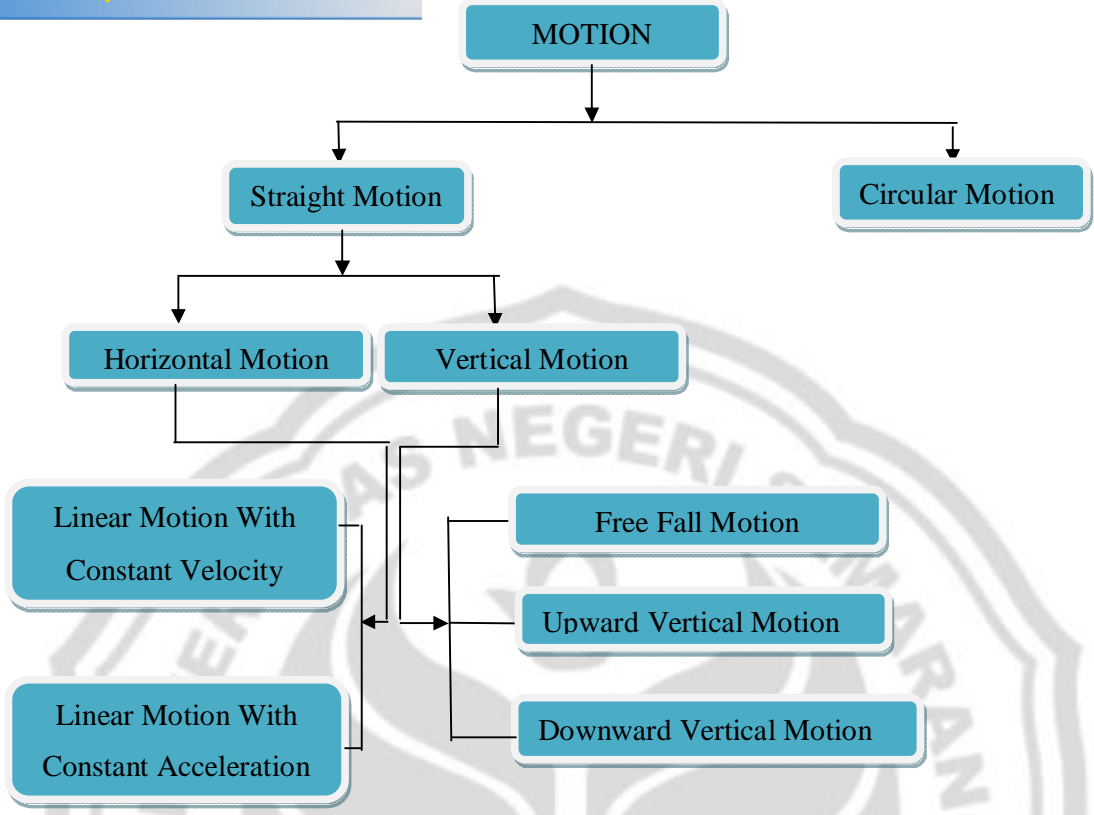 MOTION
Straight Motion
Circular Motion
Horizontal Motion
Vertical Motion
NEGERI
Linear Motion With
Constant Velocity
Free Fall Motion
Upward Vertical Motion
Linear Motion With
Constant Acceleration
Downward Vertical Motion